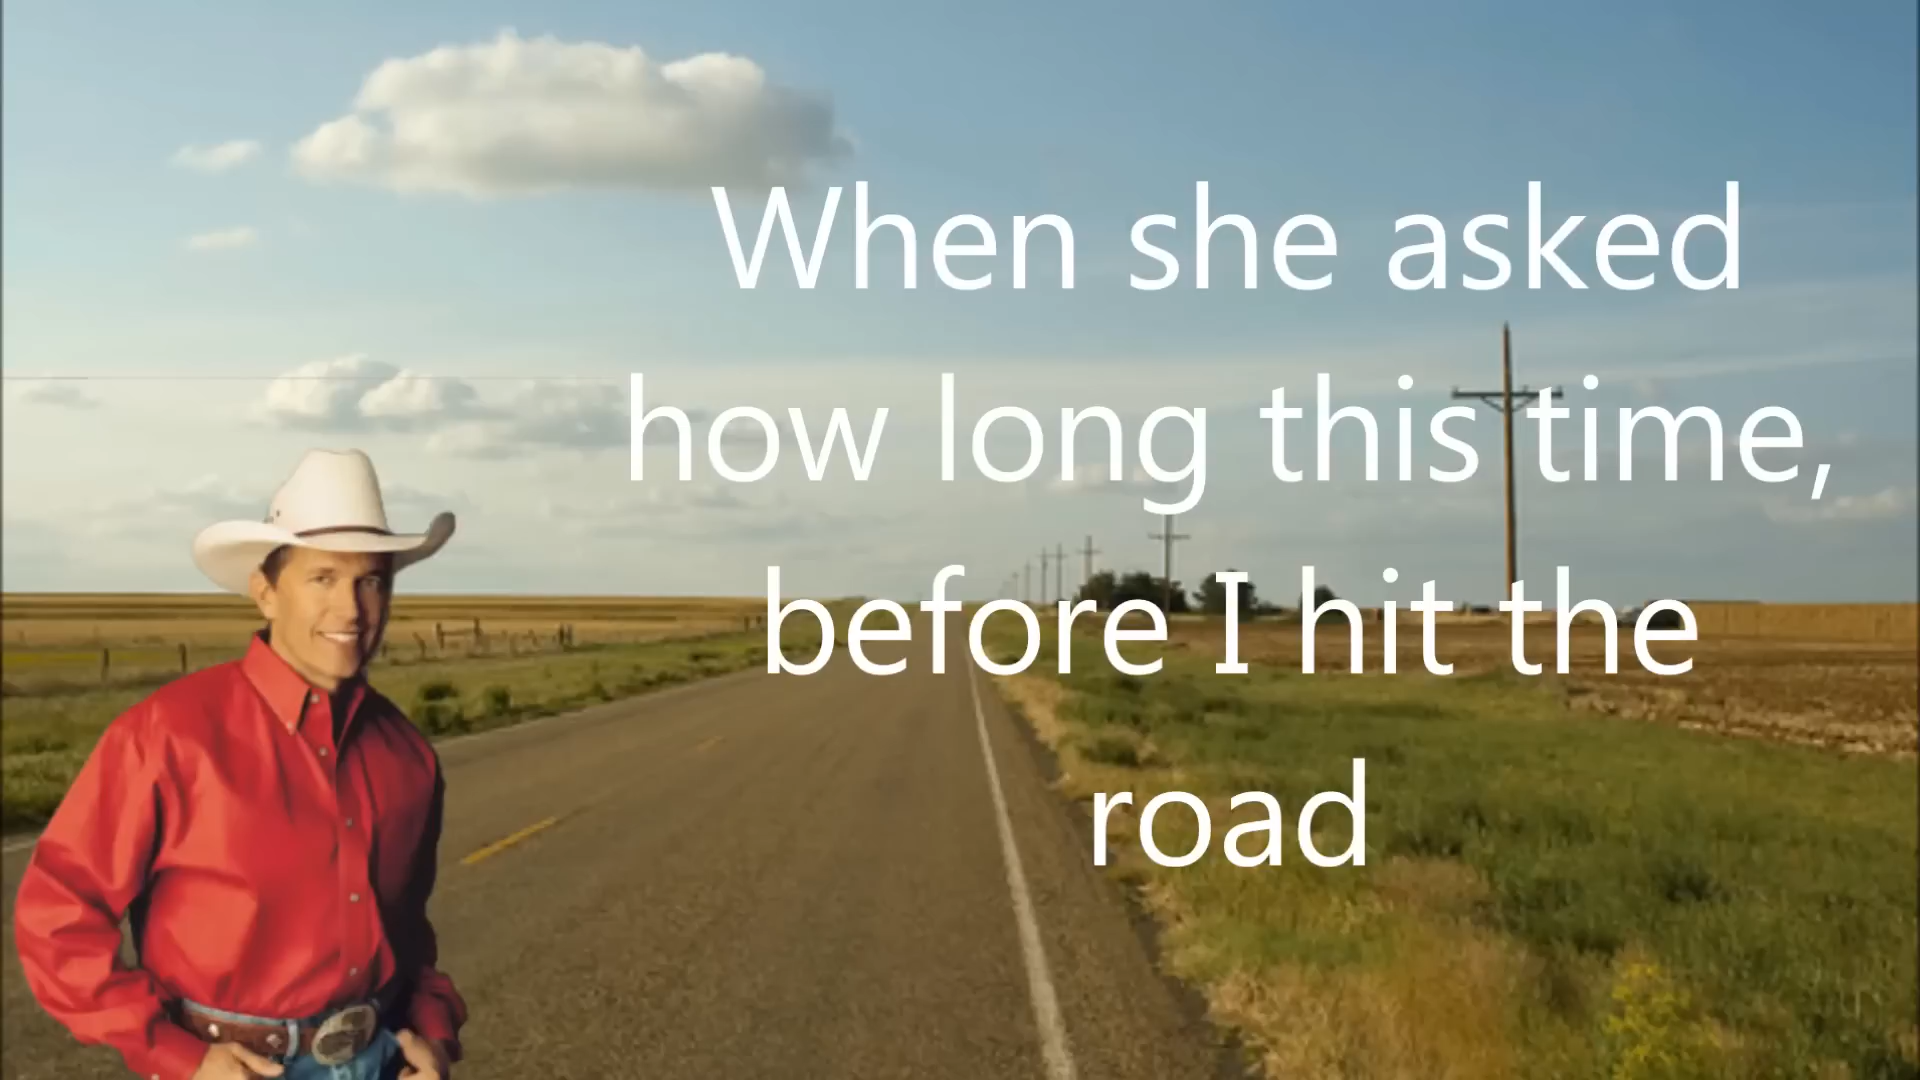 When she asked
how long this time,
before I hit the
road